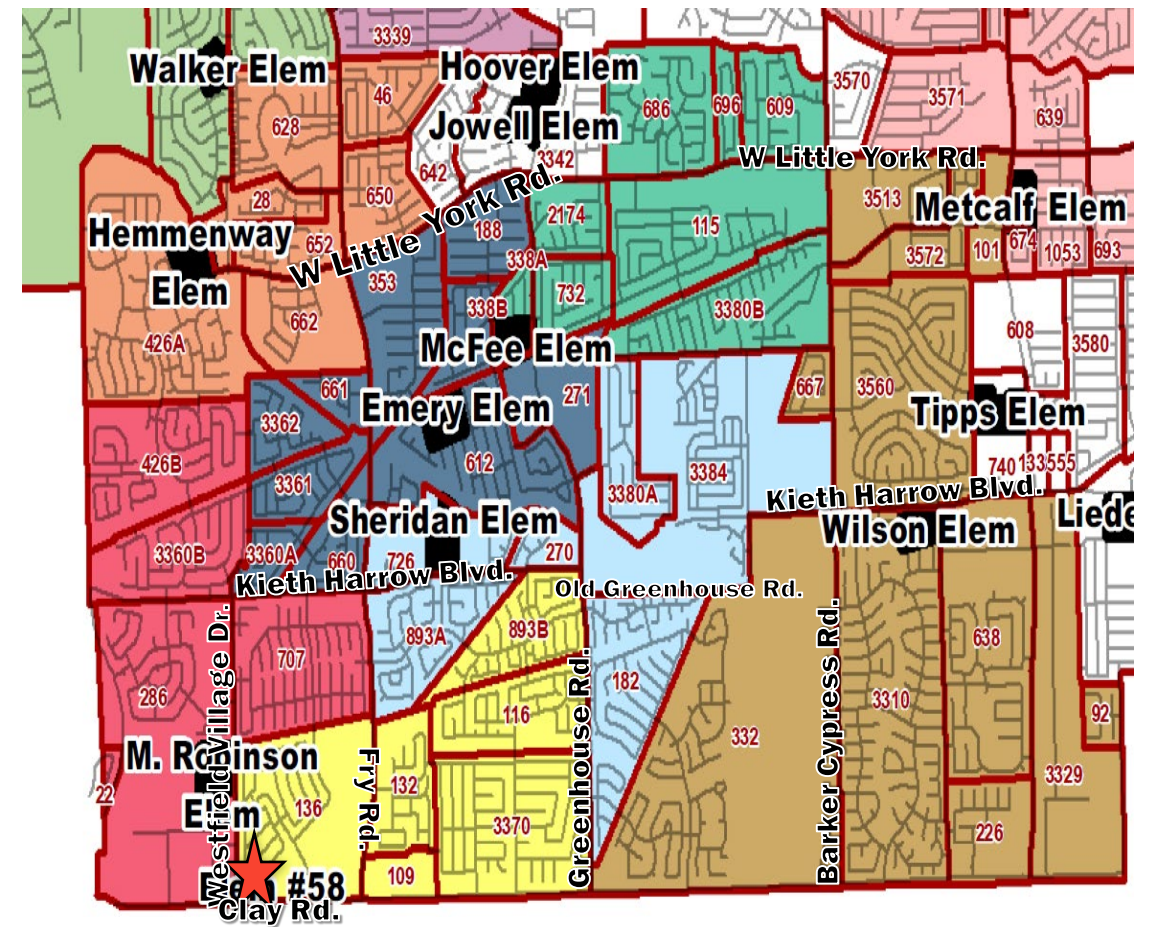 3339
Walker Elem
Hoover Elem
3570
46
3571
686
696
609
639
628
Jowell Elem
3342
642
W Little York Rd.
28
650
3513
Metcalf Elem
2174
115
188
Hemmenway
Elem
652
W Little York Rd.
674
3572
101
1053
693
338A
353
732
338B
3380B
662
608
3580
426A
McFee Elem
661
271
667
3560
Emery Elem
3362
Tipps Elem
426B
612
3361
3384
740
133
555
3380A
Kieth Harrow Blvd.
Sheridan Elem
Wilson Elem
Liede
3360B
3360A
660
726
270
Kieth Harrow Blvd.
Old Greenhouse Rd.
893A
893B
638
Westfield Village Dr.
707
286
182
3310
116
332
92
M. Robinson
Elem
22
Fry Rd.
132
136
3370
Greenhouse Rd.
Barker Cypress Rd.
3329
226
109
#58
Clay Rd.